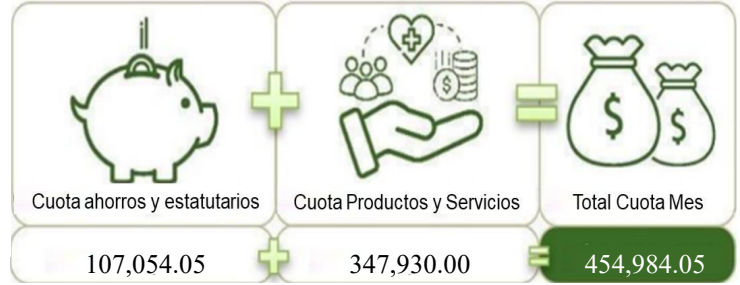 Cuota ahorros y estatutarios
Cuota Productos y Servicios
Total Cuota Mes
107,054.05
347,930.00
454,984.05